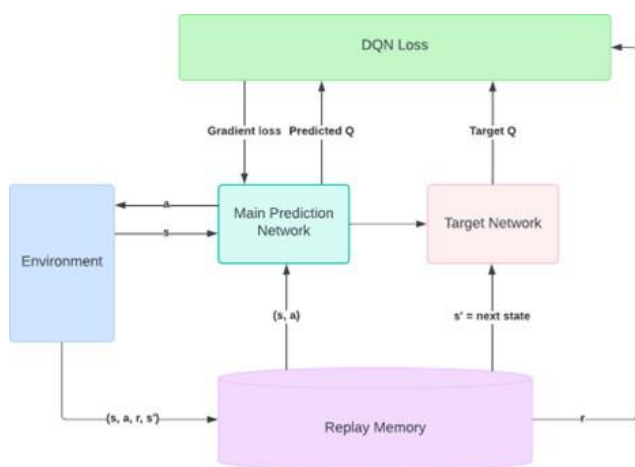 DQN Loss
Gradient loss
Predicted Q
Target Q
a
Main Prediction
Network
Target Network
s
Environment
(s, a)
s' = next state
(s, a, r, s')
Replay Memory
r